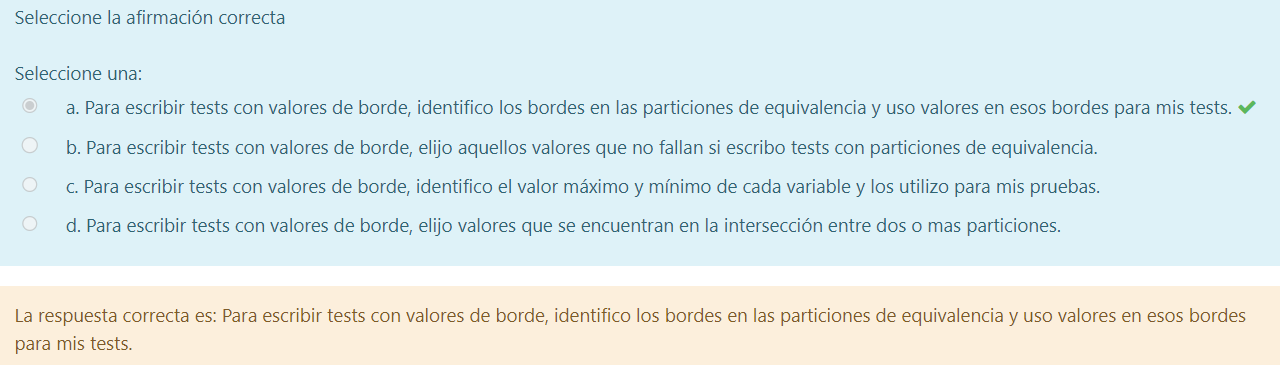 Seleccione la afirmación correcta
Seleccione una:
a. Para escribir tests con valores de borde, identifico los bordes en las particiones de equivalencia y uso valores en esos bordes para mis tests.
b. Para escribir tests con valores de borde, elijo aquellos valores que no fallan si escribo tests con particiones de equivalencia.
c. Para escribir tests con valores de borde, identifico el valor máximo y mínimo de cada variable y los utilizo para mis pruebas.
d. Para escribir tests con valores de borde, elijo valores que se encuentran en la intersección entre dos o mas particiones.
La respuesta correcta es: Para escribir tests con valores de borde, identifico los bordes en las particiones de equivalencia y uso valores en esos bordes
para mis tests.